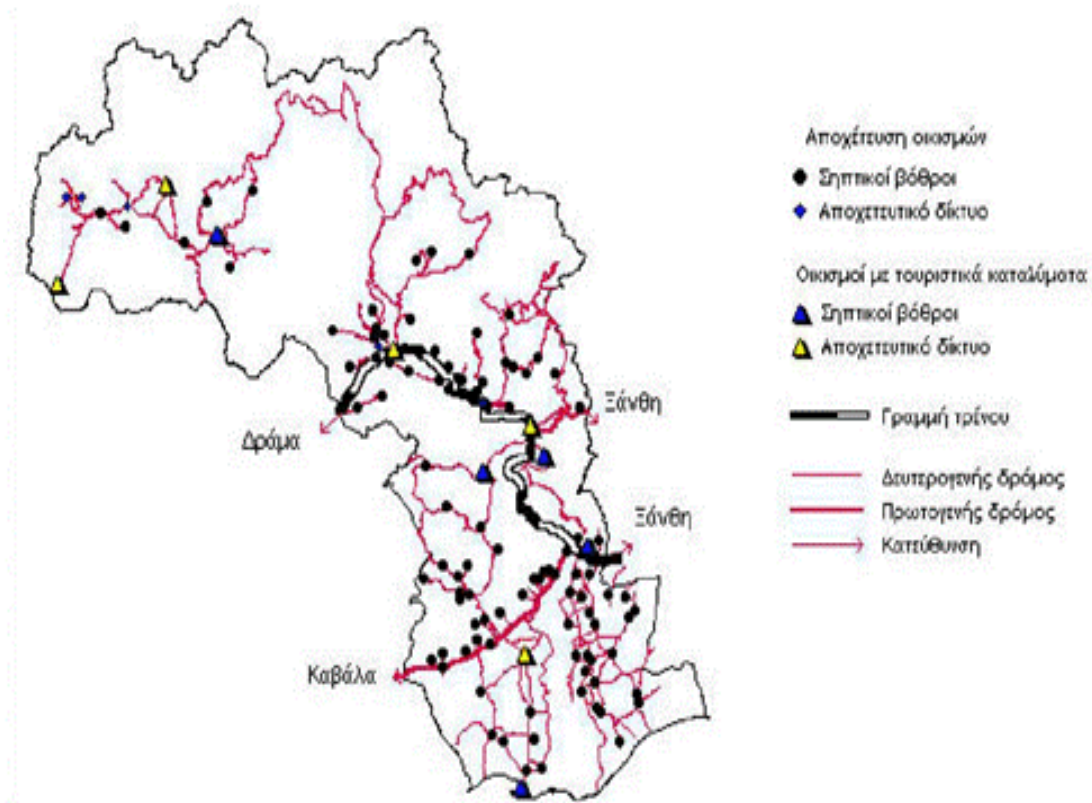 Αποχέτευση οικισμών
Σηπτικοί βόθροι
Αποχετευτικό δίκτυο
Οικισμοί με τουριστικά καταλύματα
Σηπτικοί βόθροι
Αποχετευτικό δίκτυο
Γραμμή τρίνου
Δευτερογενής δρόμος
Πρωτογενής δρόμος
Κατεύθυνση
Ξάνθη
Δράμα
Ξάνθη
Καβάλα